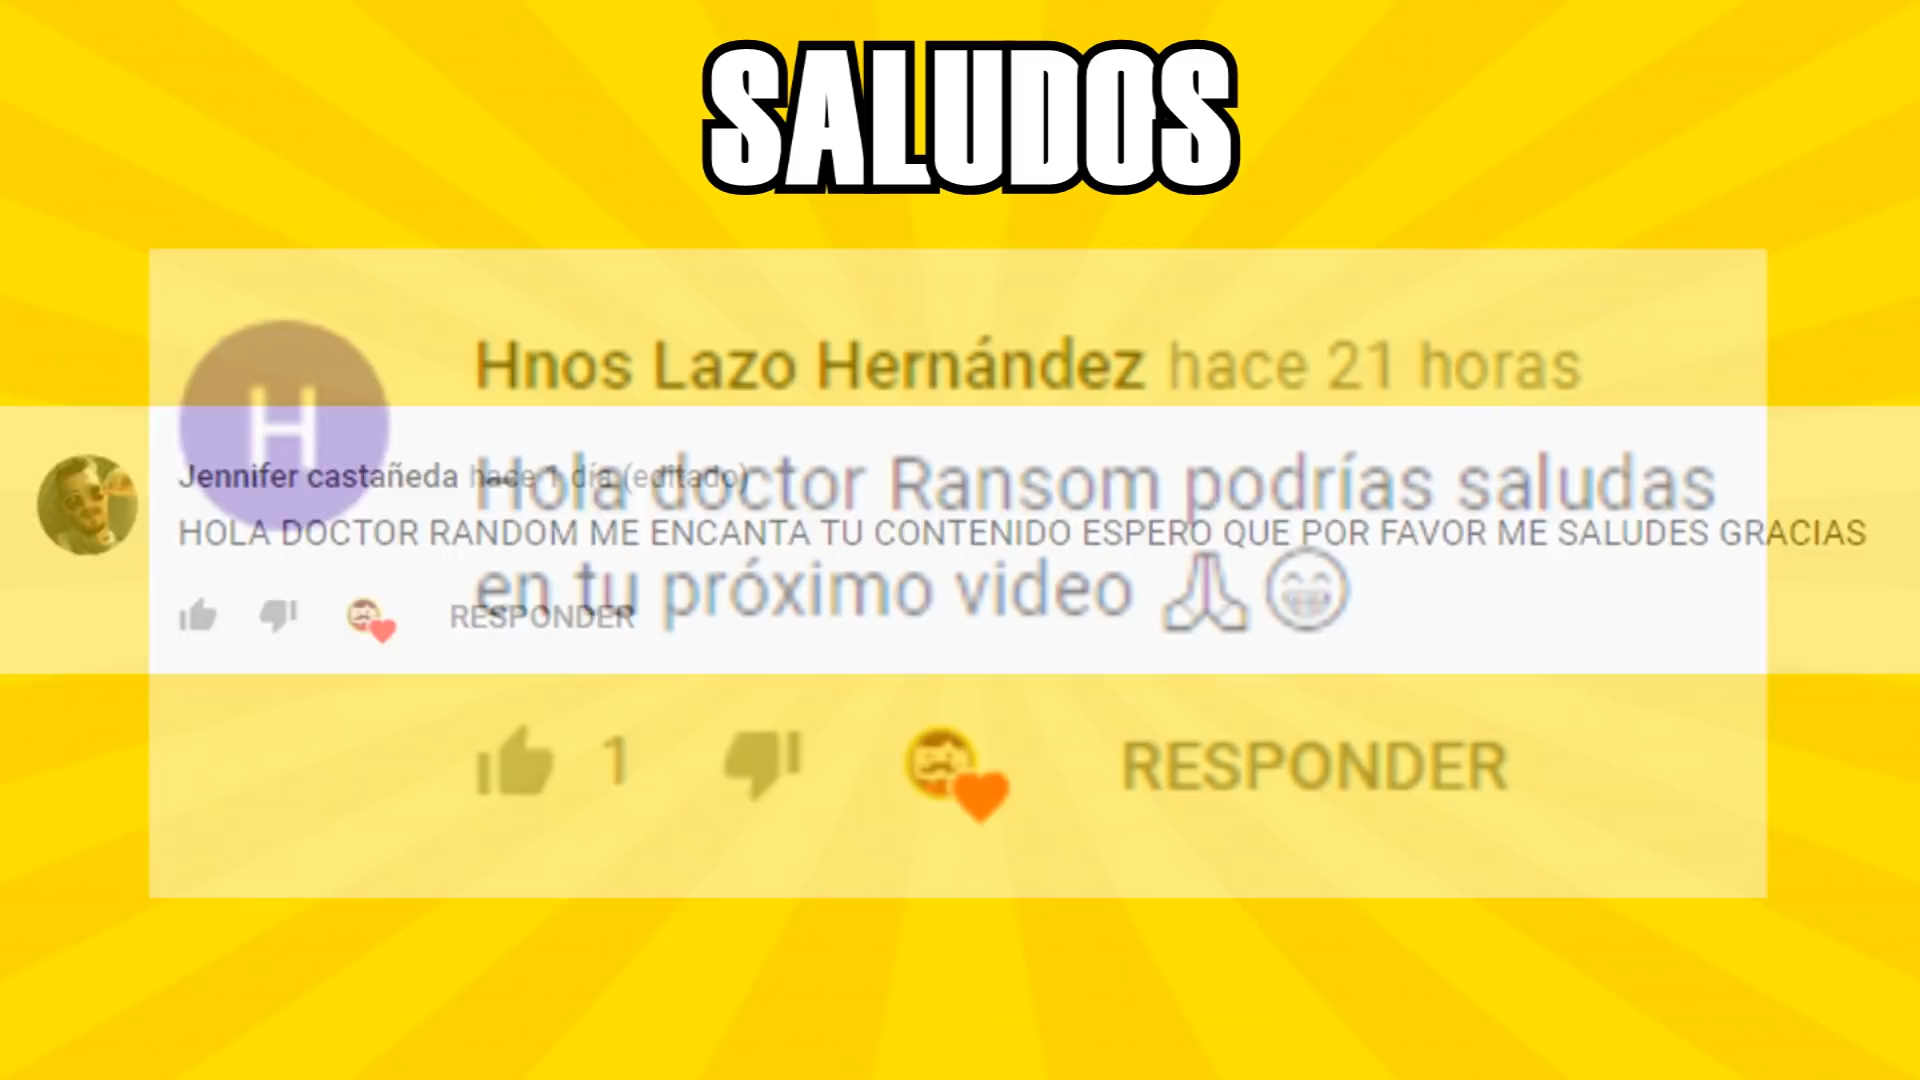 SALUDOS
H
Hnos Lazo Hernández hace 21 horas
Hola doctor Ransom podrías saludas
en tu próximo video 🙏😁
1
RESPONDER
Jennifer castañeda hace 1 día (editado)
HOLA DOCTOR RANDOM ME ENCANTA TU CONTENIDO ESPERO QUE POR FAVOR ME SALUDES GRACIAS
RESPONDER